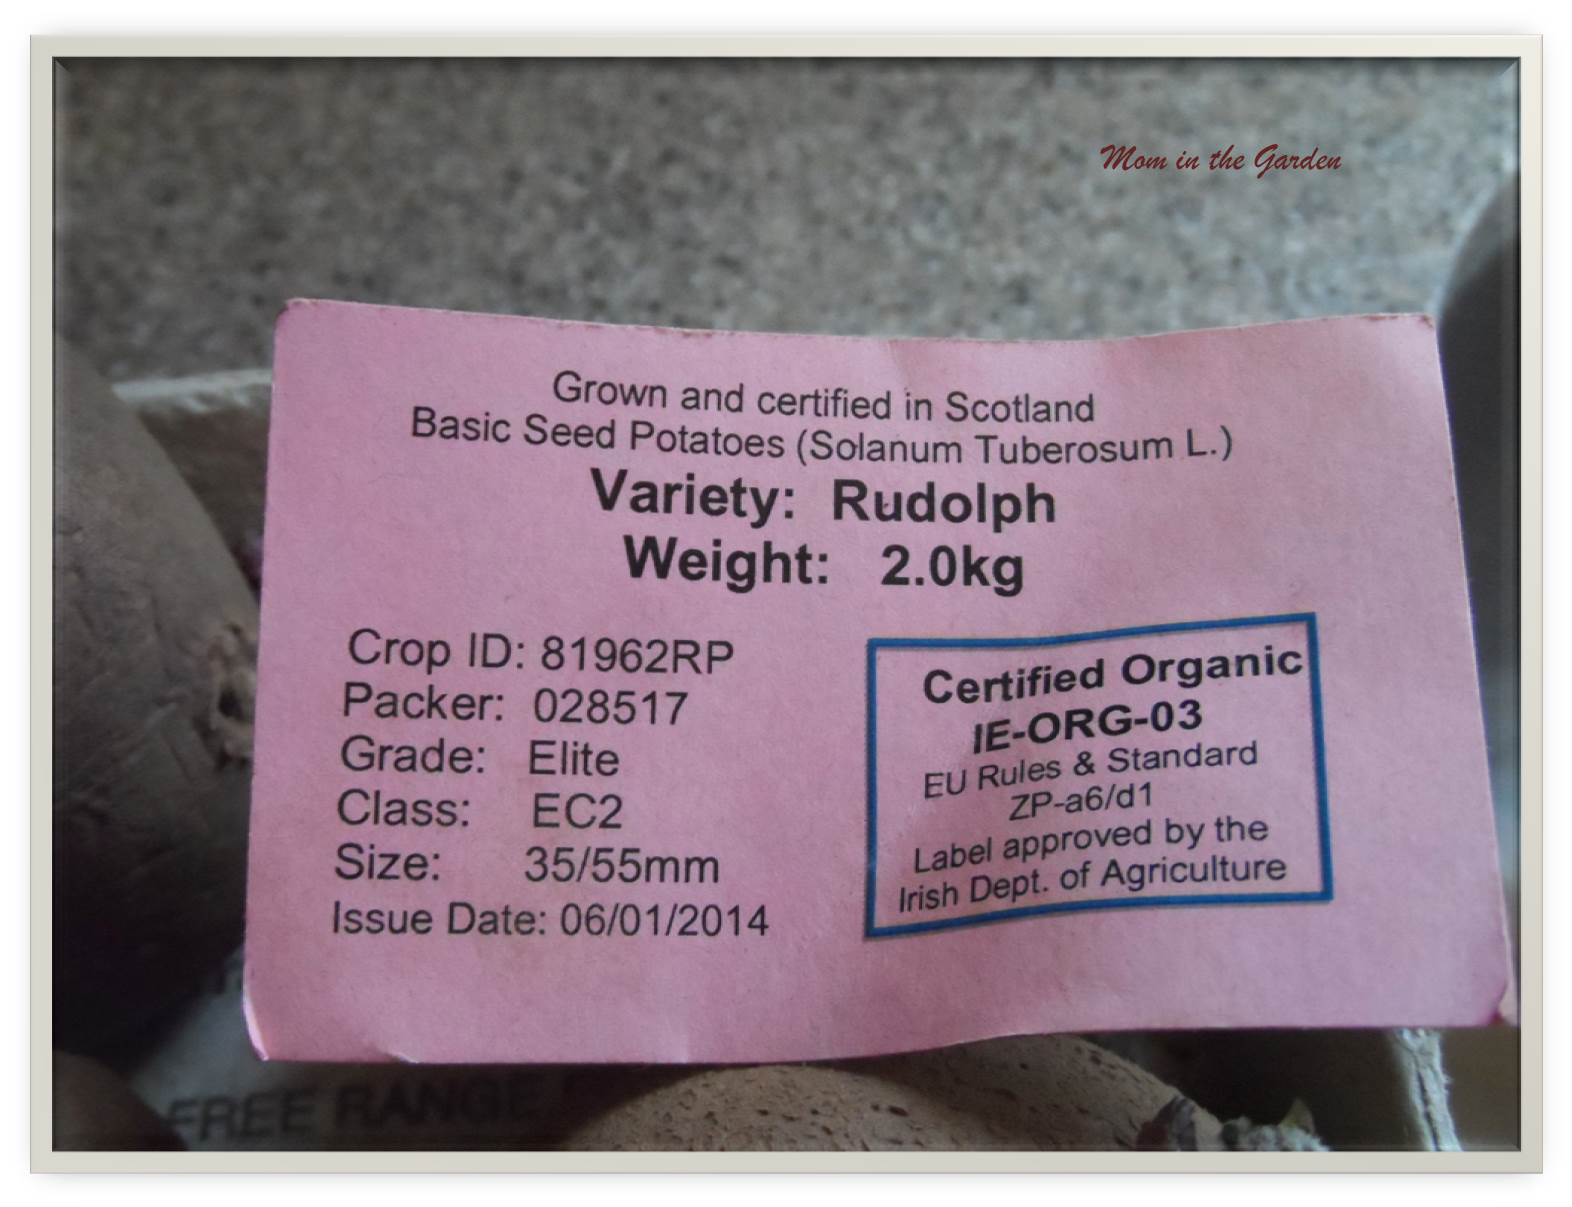 Mom in the Garden
Grown and certified in Scotland
Basic Seed Potatoes (Solanum Tuberosum L.)
Variety: Rudolph
Weight: 2.0kg
Crop ID: 81962RP
Packer: 028517
Grade: Elite
Class: EC2
Size: 35/55mm
Issue Date: 06/01/2014
Certified Organic
IE-ORG-03
EU Rules & Standard
ZP-a6/d1
Label approved by the
Irish Dept. of Agriculture
FREE RANGE